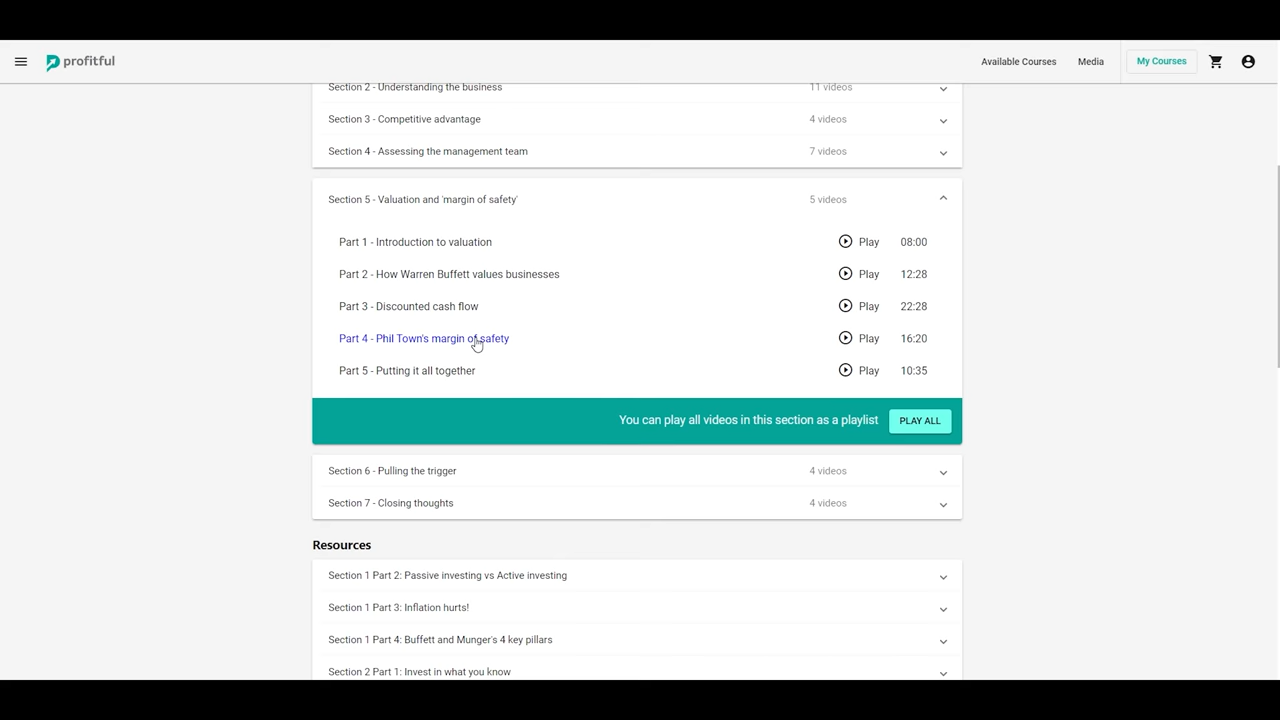 profitful
Available Courses Media My Courses
Section 2 - Understanding the business 11 videos
Section 3 - Competitive advantage 4 videos
Section 4 - Assessing the management team 7 videos
Section 5 - Valuation and 'margin of safety' 5 videos
Part 1 - Introduction to valuation Play 08:00
Part 2 - How Warren Buffett values businesses Play 12:28
Part 3 - Discounted cash flow Play 22:28
Part 4 - Phil Town's margin of safety Play 16:20
Part 5 - Putting it all together Play 10:35
You can play all videos in this section as a playlist PLAY ALL
Section 6 - Pulling the trigger 4 videos
Section 7 - Closing thoughts 4 videos
Resources
Section 1 Part 2: Passive investing vs Active investing
Section 1 Part 3: Inflation hurts!
Section 1 Part 4: Buffett and Munger's 4 key pillars
Section 2 Part 1: Invest in what you know